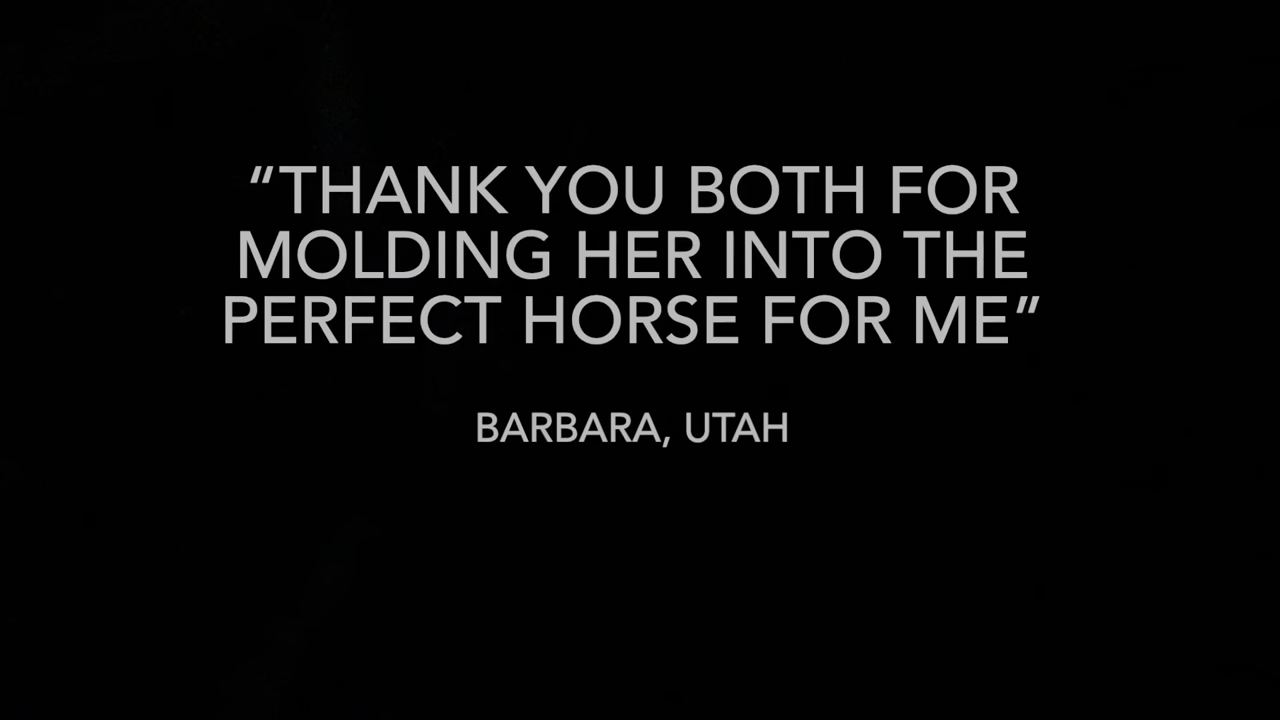 “THANK YOU BOTH FOR
MOLDING HER INTO THE
PERFECT HORSE FOR ME”
BARBARA, UTAH